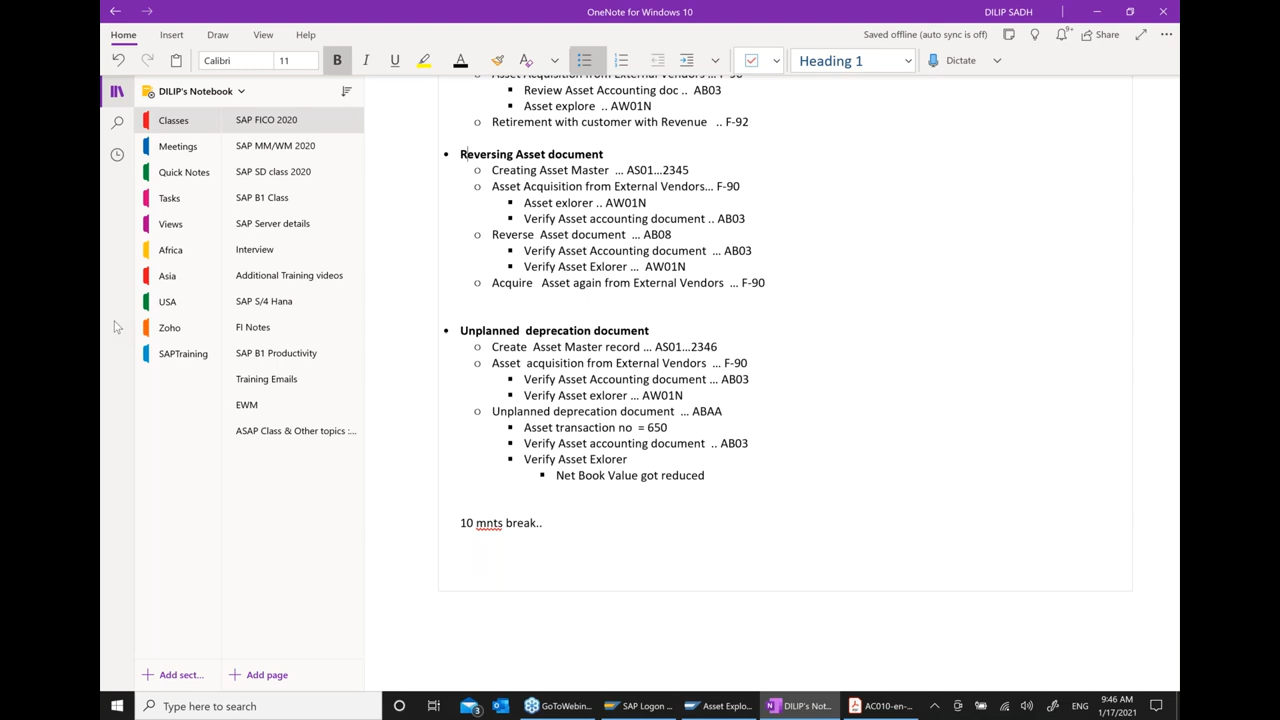 OneNote for Windows 10
DILIP SADH
Home
Insert
Draw
View
Help
Saved offline (auto sync is off)
9+
Share
Calibri
11
B
I
U
A
A
Heading 1
Dictate
DILIP's Notebook
Classes
Meetings
Quick Notes
Tasks
Views
Africa
Asia
USA
Zoho
SAPTraining
SAP FICO 2020
SAP MM/WM 2020
SAP SD class 2020
SAP B1 Class
SAP Server details
Interview
Additional Training videos
SAP S/4 Hana
FI Notes
SAP B1 Productivity
Training Emails
EWM
ASAP Class & Other topics :...
Asset Acquisition from External Vendors … F-90
Review Asset Accounting doc .. AB03
Asset explore .. AW01N
Retirement with customer with Revenue .. F-92
Reversing Asset document
Creating Asset Master … AS01…2345
Asset Acquisition from External Vendors… F-90
Asset exlorer .. AW01N
Verify Asset accounting document .. AB03
Reverse Asset document … AB08
Verify Asset Accounting document … AB03
Verify Asset Exlorer … AW01N
Acquire Asset again from External Vendors … F-90
Unplanned deprecation document
Create Asset Master record … AS01…2346
Asset acquisition from External Vendors … F-90
Verify Asset Accounting document … AB03
Verify Asset exlorer … AW01N
Unplanned deprecation document … ABAA
Asset transaction no = 650
Verify Asset accounting document .. AB03
Verify Asset Exlorer
Net Book Value got reduced
10 mnts break..
Add sect...
Add page
Type here to search
3
GoToWebin...
SAP Logon ...
Asset Explo...
DILIP's Not...
AC010-en-...
ENG
9:46 AM
1/17/2021